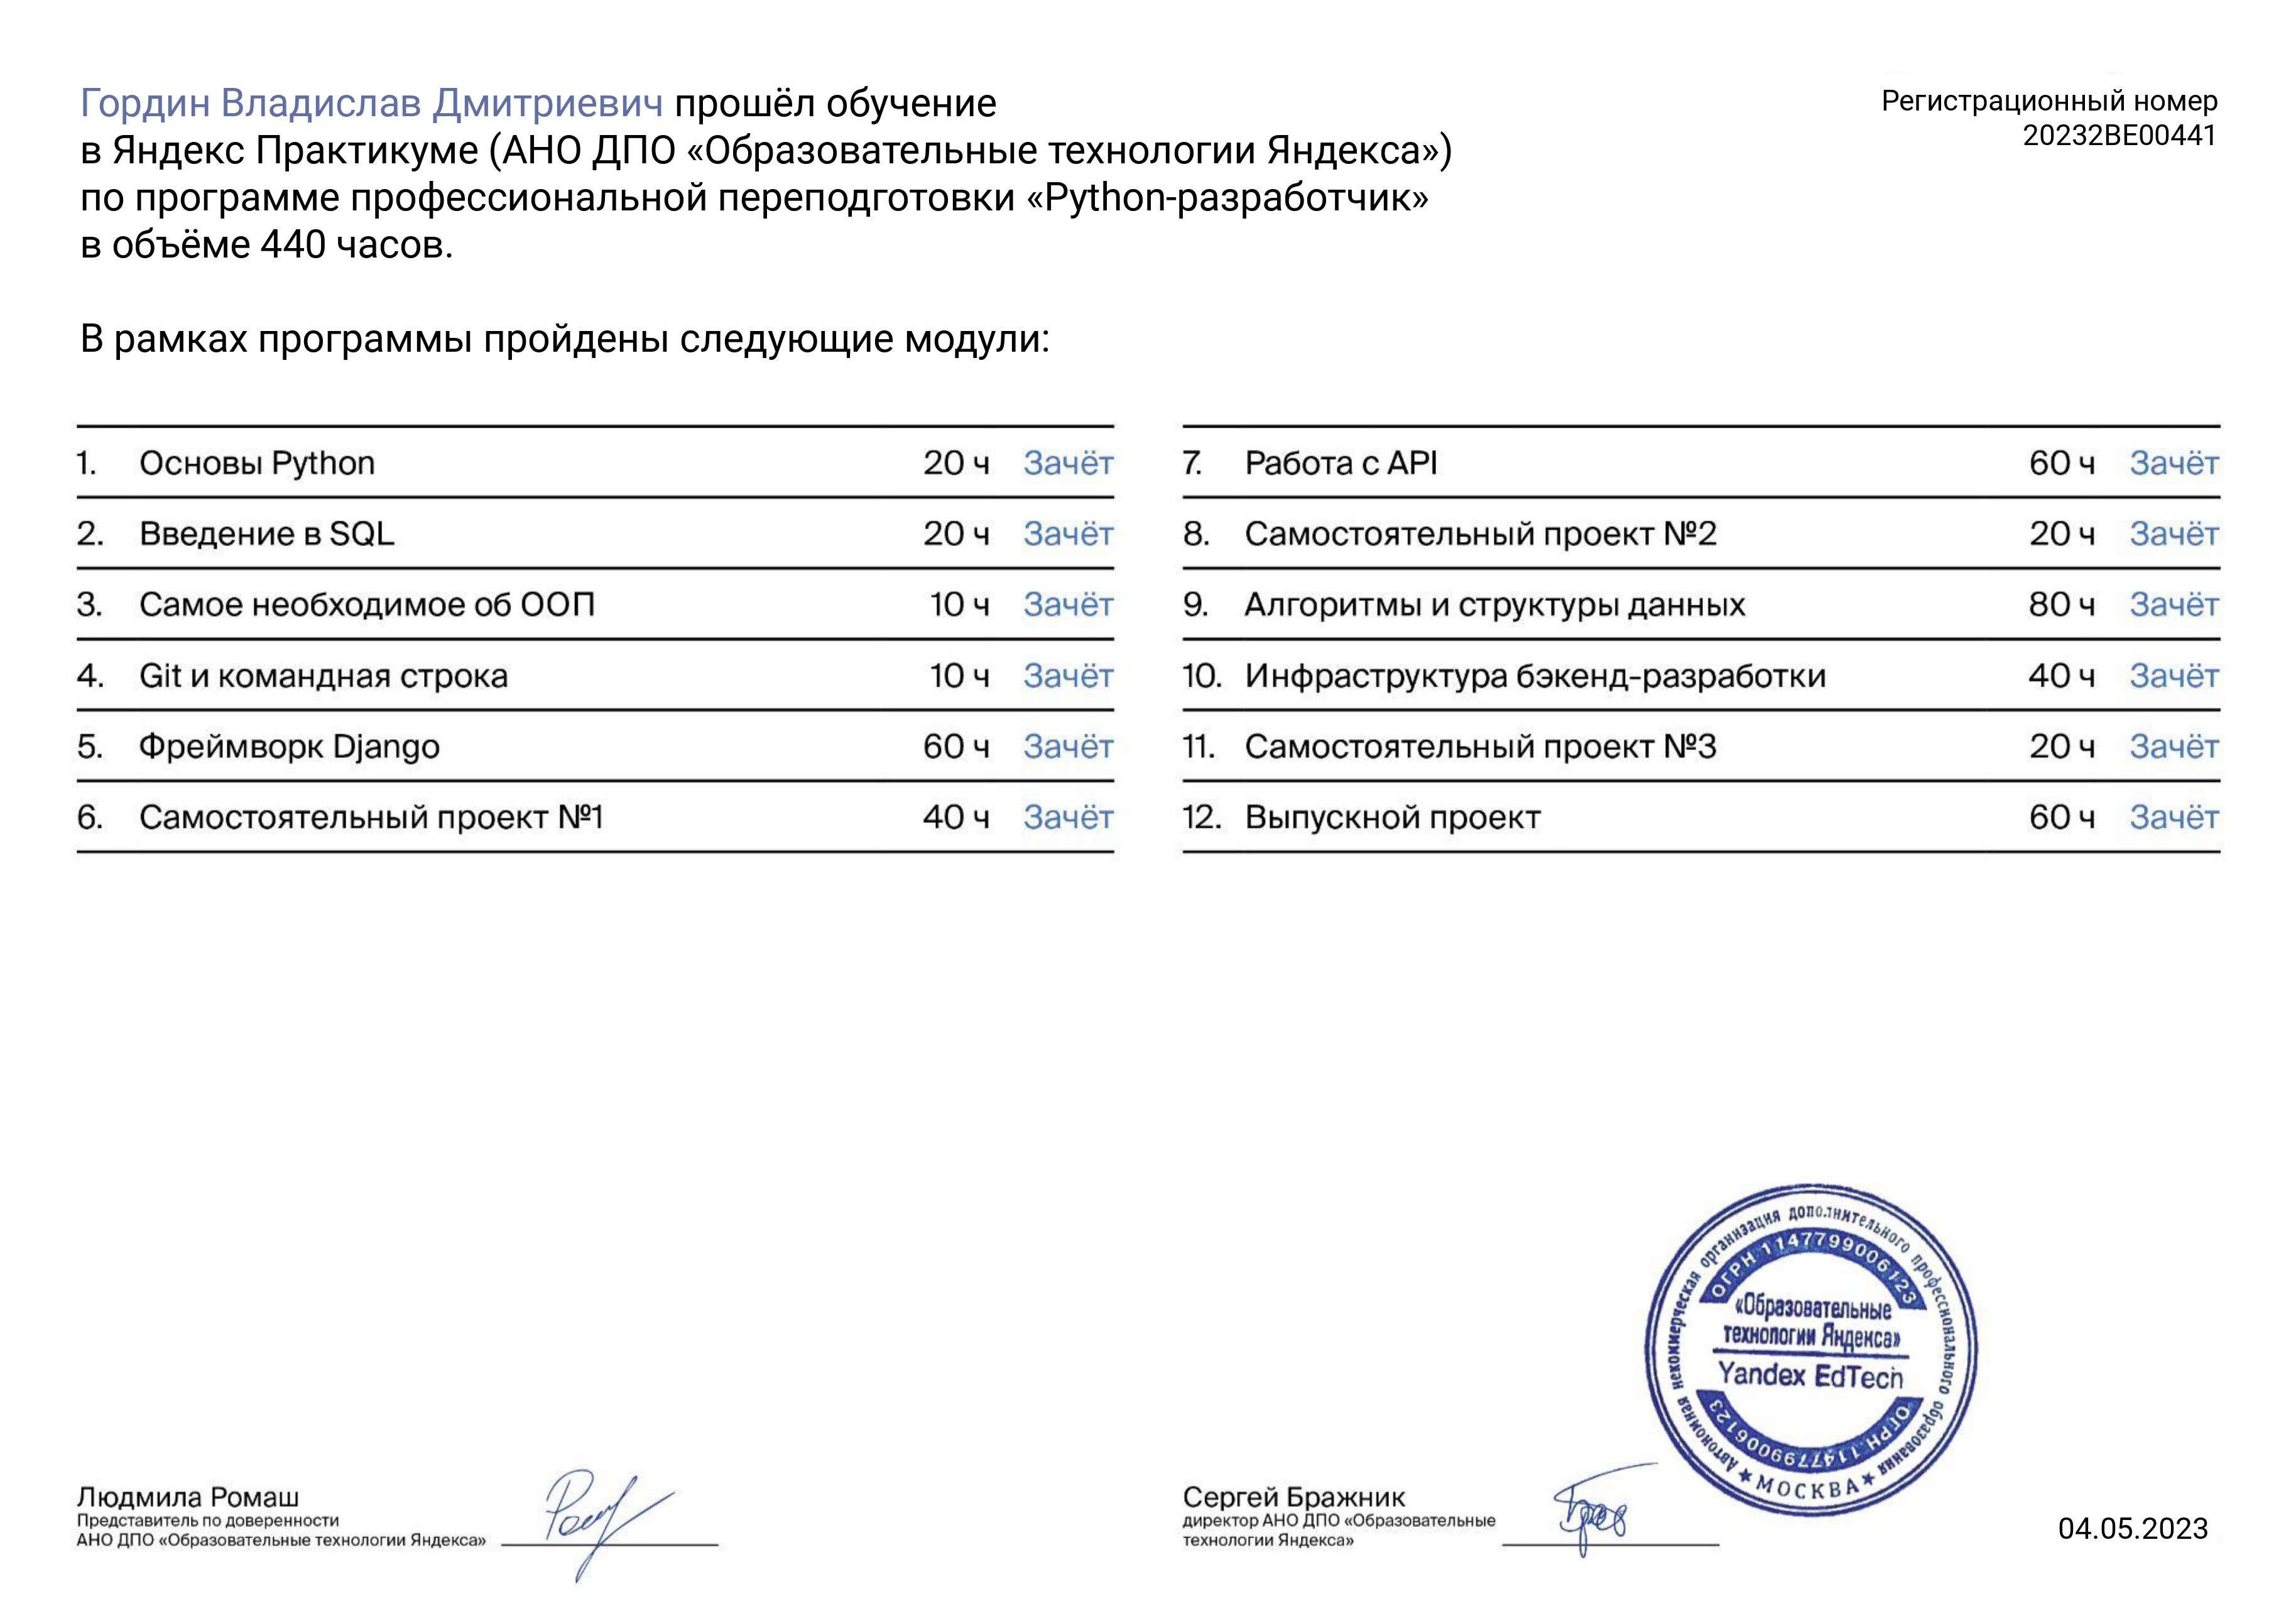 Гордин Владислав Дмитриевич прошёл обучение
в Яндекс Практикуме (АНО ДПО «Образовательные технологии Яндекса»)
по программе профессиональной переподготовки «Python-разработчик»
в объёме 440 часов.
Регистрационный номер
20232BE00441
В рамках программы пройдены следующие модули:
1. Основы Python 20 ч Зачёт
2. Введение в SQL 20 ч Зачёт
3. Самое необходимое об ООП 10 ч Зачёт
4. Git и командная строка 10 ч Зачёт
5. Фреймворк Django 60 ч Зачёт
6. Самостоятельный проект №1 40 ч Зачёт
7. Работа с API 60 ч Зачёт
8. Самостоятельный проект №2 20 ч Зачёт
9. Алгоритмы и структуры данных 80 ч Зачёт
10. Инфраструктура бэкенд-разработки 40 ч Зачёт
11. Самостоятельный проект №3 20 ч Зачёт
12. Выпускной проект 60 ч Зачёт
Автономная некоммерческая организация дополнительного профессионального образования
ОГРН 1147799006123
«Образовательные
технологии Яндекса»
Yandex EdTech
ОГРН 1147799006123
★ МОСКВА ★
Людмила Ромаш
Представитель по доверенности
АНО ДПО «Образовательные технологии Яндекса»
Сергей Бражник
директор АНО ДПО «Образовательные
технологии Яндекса»
04.05.2023